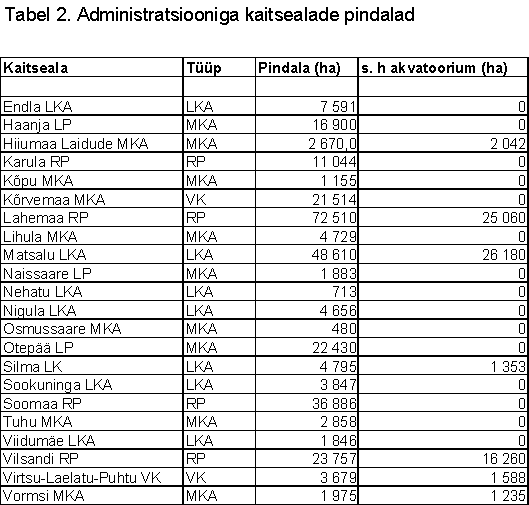 Tabel 2. Administratsiooniga kaitsealade pindalad
Kaitseala Tüüp Pindala (ha) s. h akvatoorium (ha)
Endla LKA LKA 7 591 0
Haanja LP MKA 16 900 0
Hiiumaa Laidude MKA MKA 2 670,0 2 042
Karula RP RP 11 044 0
Kõpu MKA MKA 1 155 0
Kõrvemaa MKA VK 21 514 0
Lahemaa RP RP 72 510 25 060
Lihula MKA MKA 4 729 0
Matsalu LKA LKA 48 610 26 180
Naissaare LP MKA 1 883 0
Nehatu LKA LKA 713 0
Nigula LKA LKA 4 656 0
Osmussaare MKA MKA 480 0
Otepää LP MKA 22 430 0
Silma LK LKA 4 795 1 353
Sookuninga LKA LKA 3 847 0
Soomaa RP RP 36 886 0
Tuhu MKA MKA 2 858 0
Viidumäe LKA LKA 1 846 0
Vilsandi RP RP 23 757 16 260
Virtsu-Laelatu-Puhtu VK VK 3 679 1 588
Vormsi MKA MKA 1 975 1 235